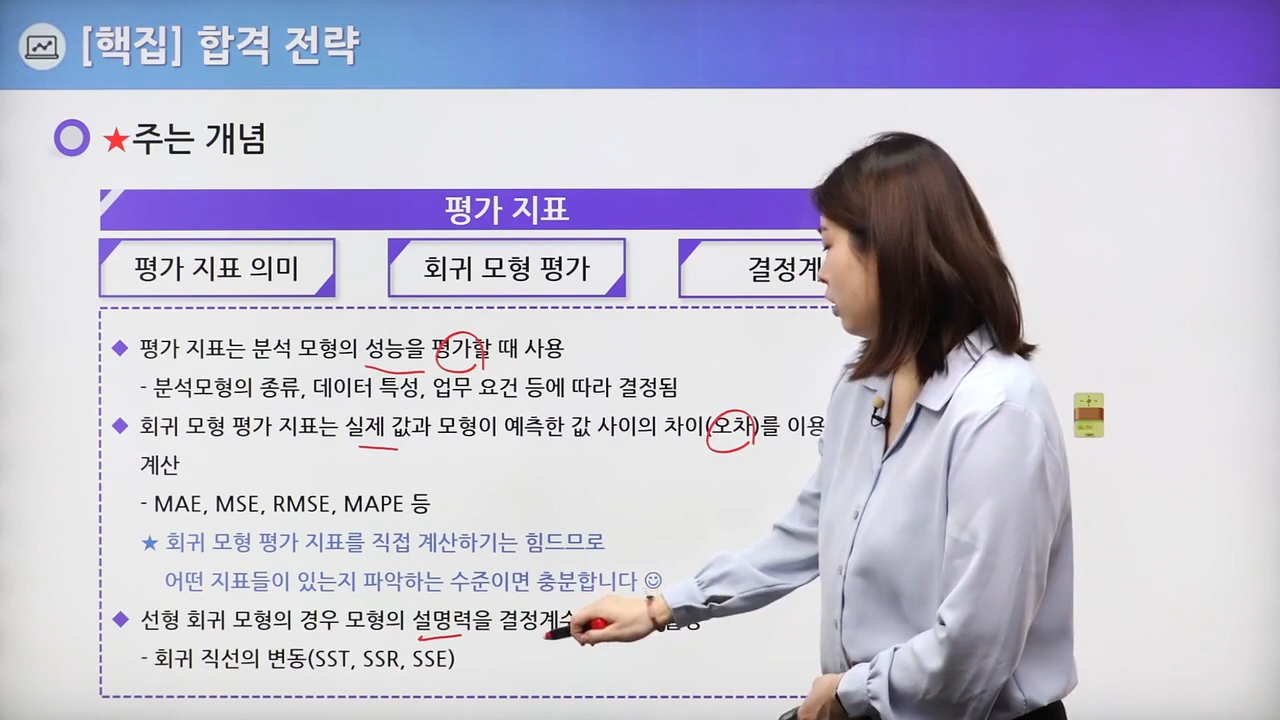 [핵집] 합격 전략
★주는 개념
평가 지표
평가 지표 의미
회귀 모형 평가
결정계
◆ 평가 지표는 분석 모형의 성능을 평가할 때 사용
- 분석모형의 종류, 데이터 특성, 업무 요건 등에 따라 결정됨
◆ 회귀 모형 평가 지표는 실제 값과 모형이 예측한 값 사이의 차이(오차)를 이용
계산
- MAE, MSE, RMSE, MAPE 등
★ 회귀 모형 평가 지표를 직접 계산하기는 힘드므로
어떤 지표들이 있는지 파악하는 수준이면 충분합니다 ☺
◆ 선형 회귀 모형의 경우 모형의 설명력을 결정계수
- 회귀 직선의 변동(SST, SSR, SSE)